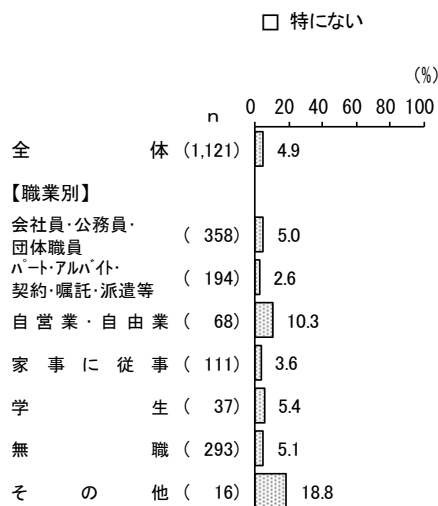 □ 特にない
(%)
n 0 20 40 60 80 100
全体 (1,121) 4.9
【職業別】
会社員・公務員・
団体職員 ( 358) 5.0
パート・アルバイト・
契約・嘱託・派遣等 ( 194) 2.6
自営業・自由業 ( 68) 10.3
家事に従事 ( 111) 3.6
学生 ( 37) 5.4
無職 ( 293) 5.1
その他 ( 16) 18.8